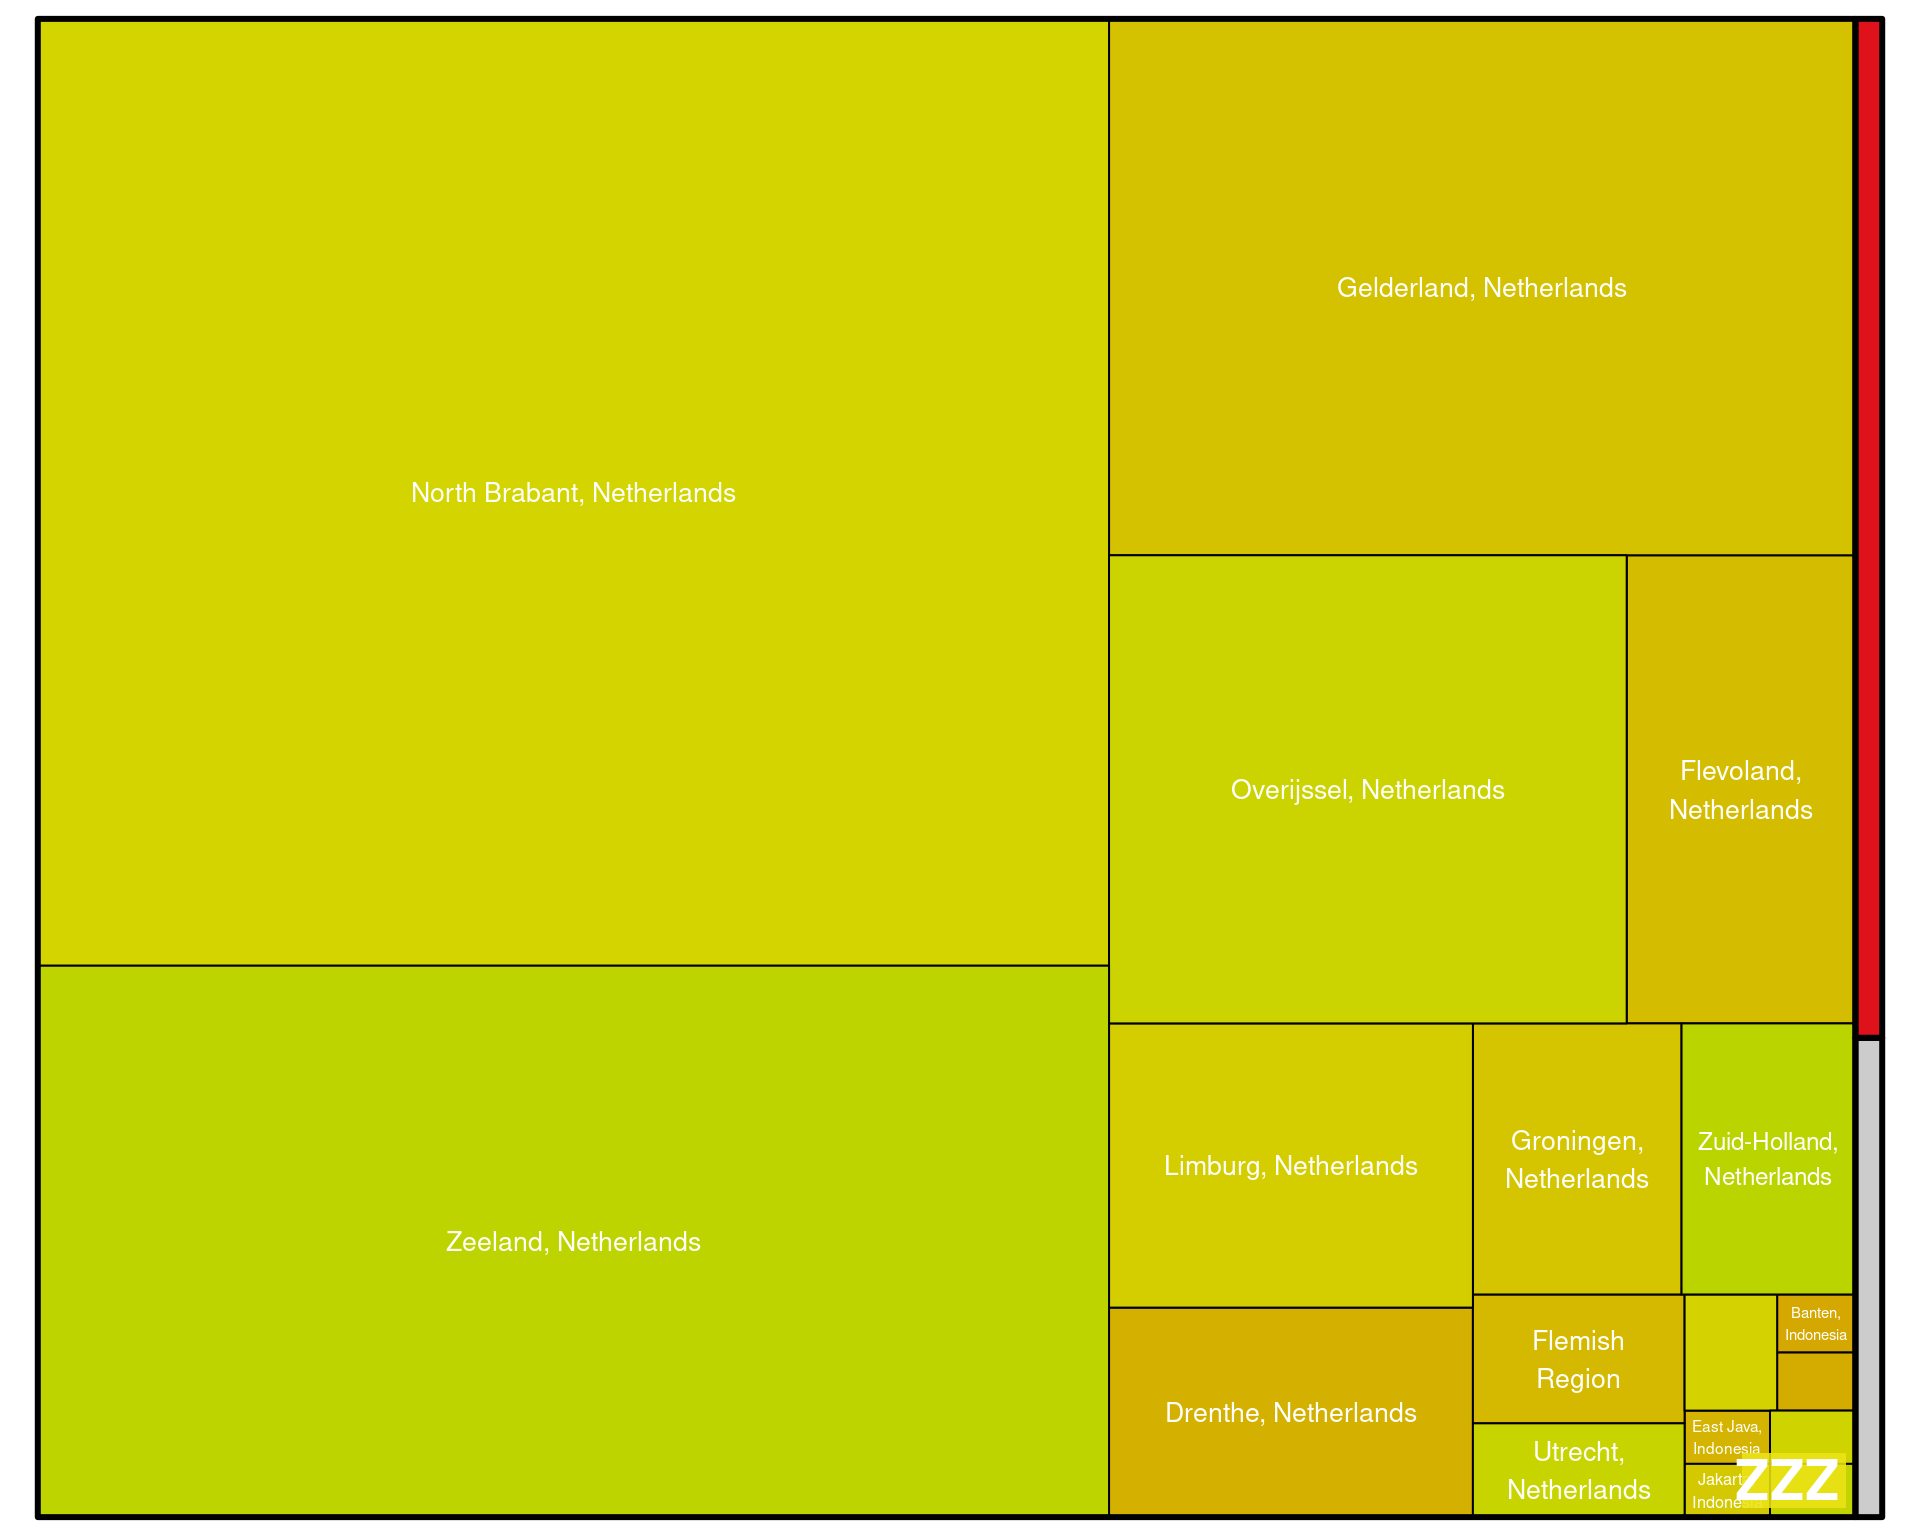 North Brabant, Netherlands
Gelderland, Netherlands
Overijssel, Netherlands
Flevoland,
Netherlands
Zeeland, Netherlands
Limburg, Netherlands
Groningen,
Netherlands
Zuid-Holland,
Netherlands
Drenthe, Netherlands
Flemish
Region
Utrecht,
Netherlands
Banten,
Indonesia
East Java,
Indonesia
zzz